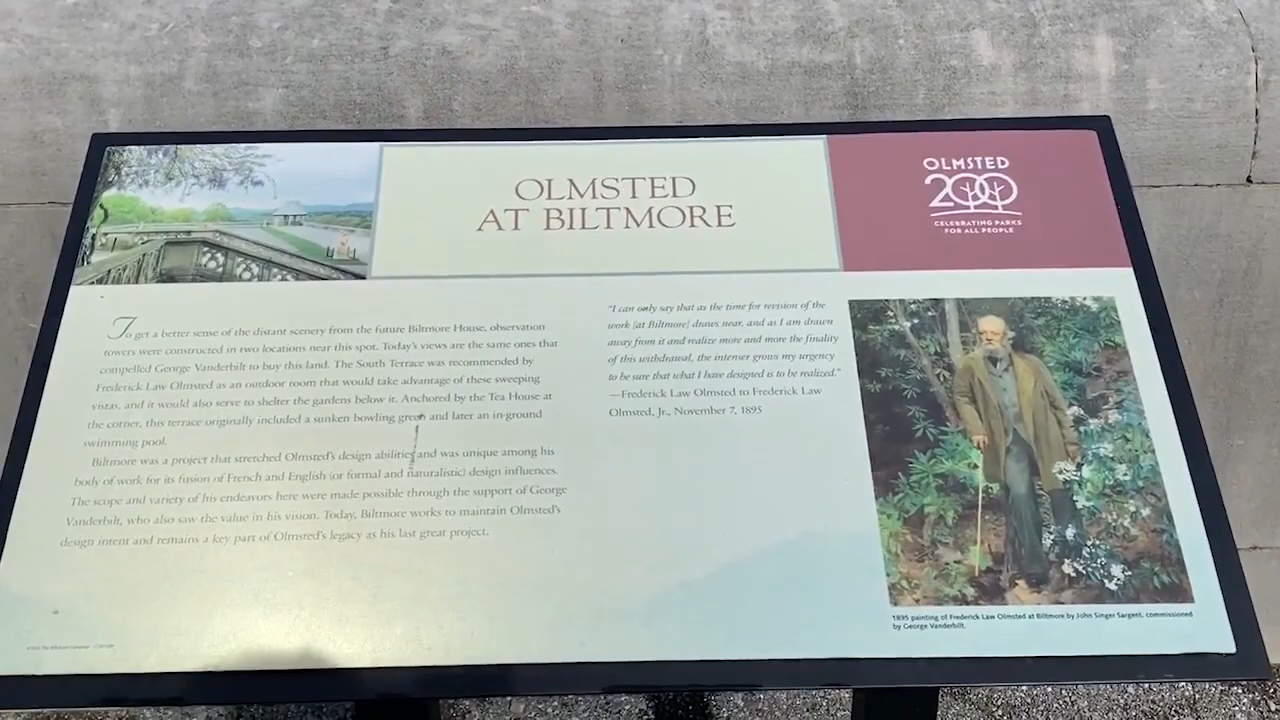 OLMSTED
AT BILTMORE
OLMSTED
200
CELEBRATING PARKS
FOR ALL PEOPLE
To get a better sense of the distant scenery from the future Biltmore House, observation
towers were constructed in two locations near this spot. Today's views are the same ones that
compelled George Vanderbilt to buy this land. The South Terrace was recommended by
Frederick Law Olmsted as an outdoor room that would take advantage of these sweeping
vistas, and it would also serve to shelter the gardens below it. Anchored by the Tea House at
the corner, this terrace originally included a sunken bowling green and later an in-ground
swimming pool.
Biltmore was a project that stretched Olmsted's design abilities and was unique among his
body of work for its fusion of French and English (or formal and naturalistic) design influences.
The scope and variety of his endeavors here were made possible through the support of George
Vanderbilt, who also saw the value in his vision. Today, Biltmore works to maintain Olmsted's
design intent and remains a key part of Olmsted's legacy as his last great project.
"I can only say that as the time for revision of the
work [at Biltmore] draws near, and as I am drawn
away from it and realize more and more the finality
of this withdrawal, the intenser grows my urgency
to be sure that what I have designed is to be realized."
—Frederick Law Olmsted to Frederick Law
Olmsted, Jr., November 7, 1895
1895 painting of Frederick Law Olmsted at Biltmore by John Singer Sargent, commissioned
by George Vanderbilt.